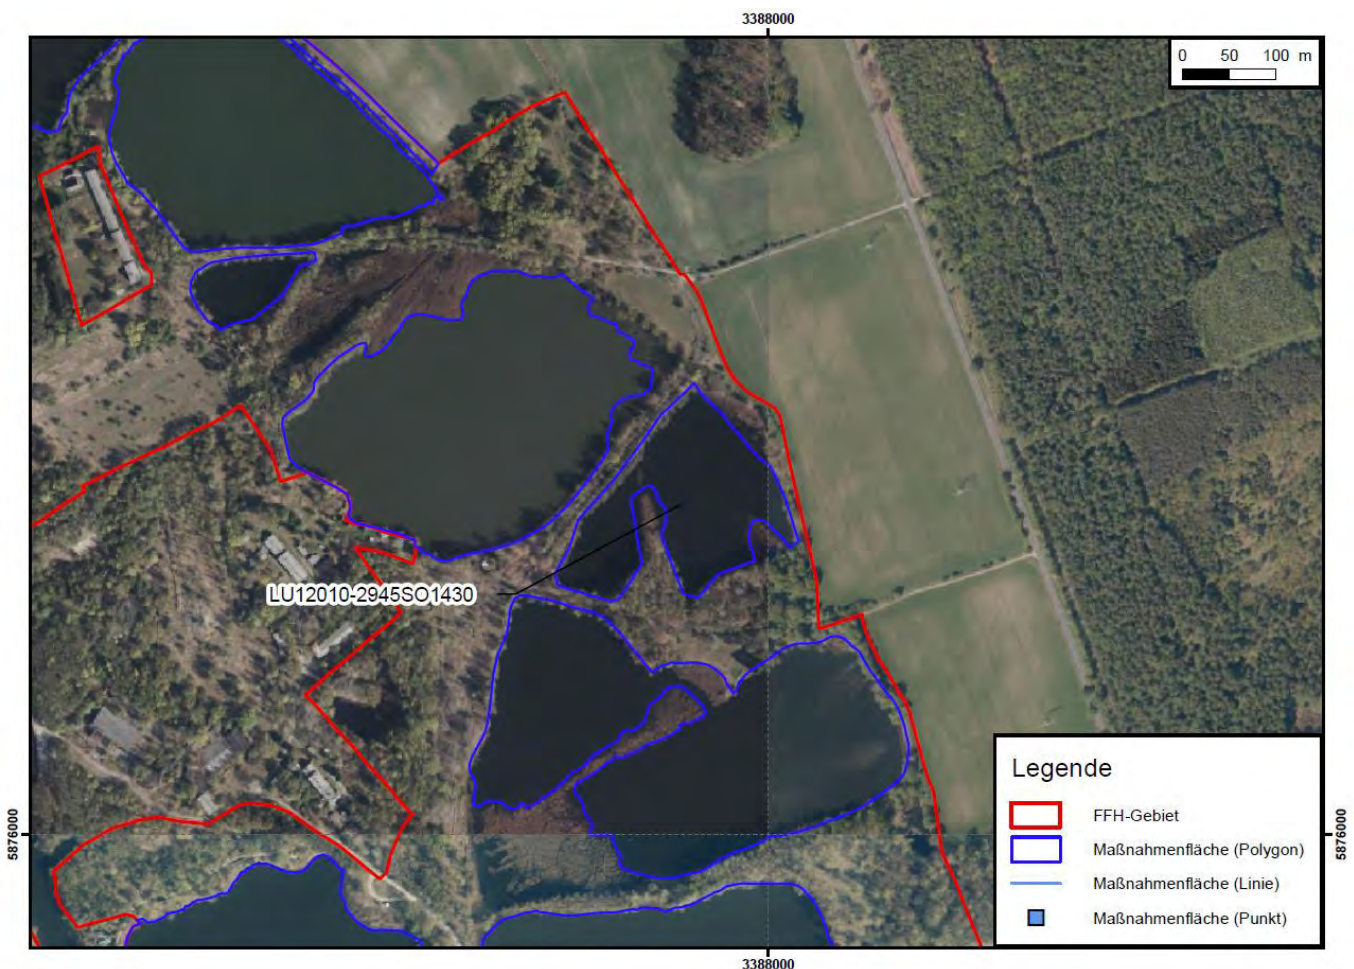 3388000
0 50 100 m
LU12010-2945SO1430
5876000
5876000
Legende
FFH-Gebiet
Maßnahmenfläche (Polygon)
Maßnahmenfläche (Linie)
Maßnahmenfläche (Punkt)
3388000